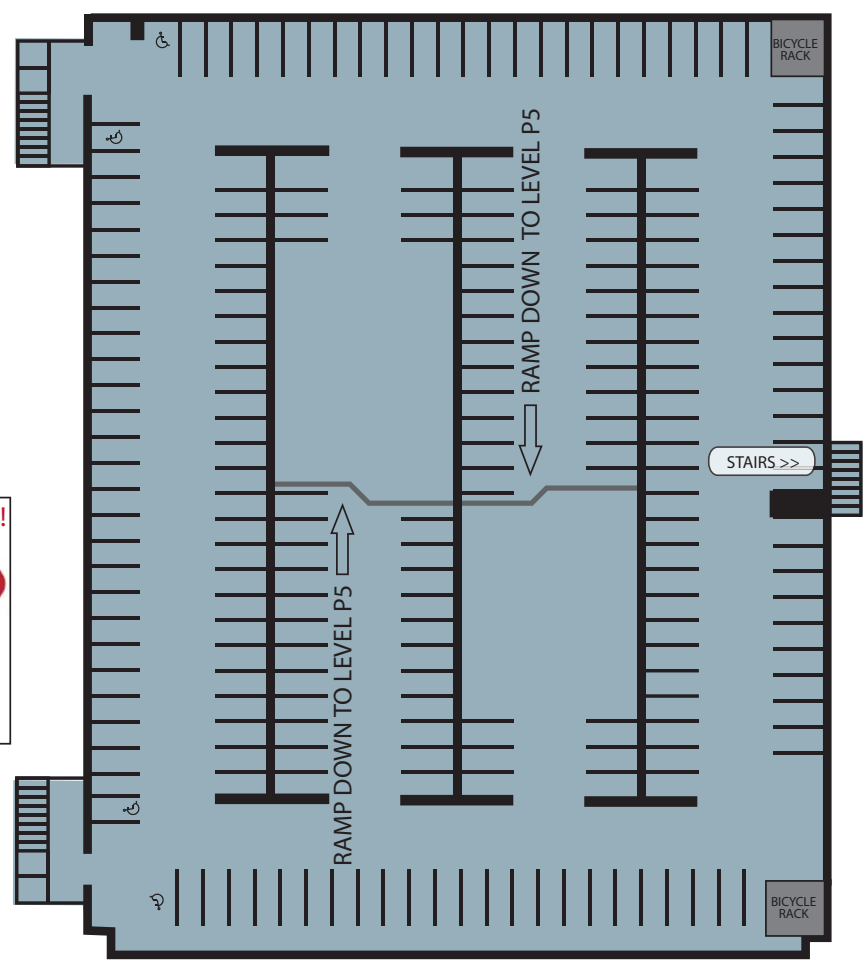 BICYCLE
RACK
RAMP DOWN TO LEVEL P5
STAIRS >>
!
RAMP DOWN TO LEVEL P5
BICYCLE
RACK